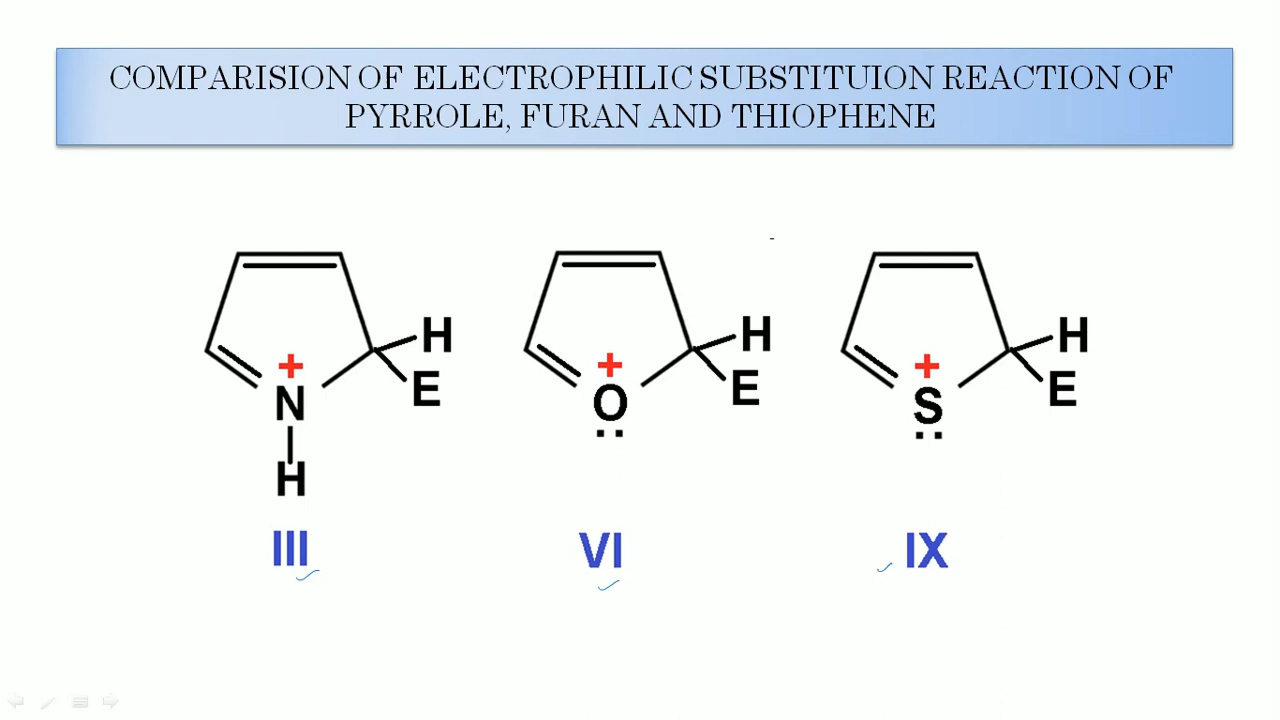 COMPARISION OF ELECTROPHILIC SUBSTITUION REACTION OF
PYRROLE, FURAN AND THIOPHENE
H H H
+ + +
E E E
N O S
H
III VI IX